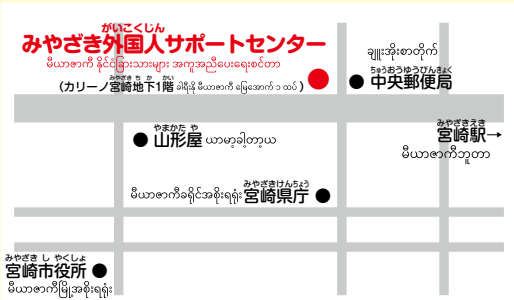 がいこくじん
みやざき外国人サポートセンター
မီယာဇာကီ နိုင်ငံခြားသားများ အကူအညီပေးရေးစင်တာ
みやざき ち か かい
(カリーノ宮崎地下1階 ခါရီးနို မီယာဇာကီ မြေအောက် ၁ ထပ်)
ချူးအိုးစာတိုက်
ちゅうおうゆうびんきょく
中央郵便局
みやざきえき
宮崎駅→
မီယာဇာကီဘူတာ
やまかた や
山形屋 ယာမာ့ခါ့တာ့ယ
みやざきけんちょう
မီယာဇာကီခရိုင်အစိုးရရုံး 宮崎県庁
みやざき し やくしょ
宮崎市役所
မီယာဇာကီမြို့အစိုးရရုံး